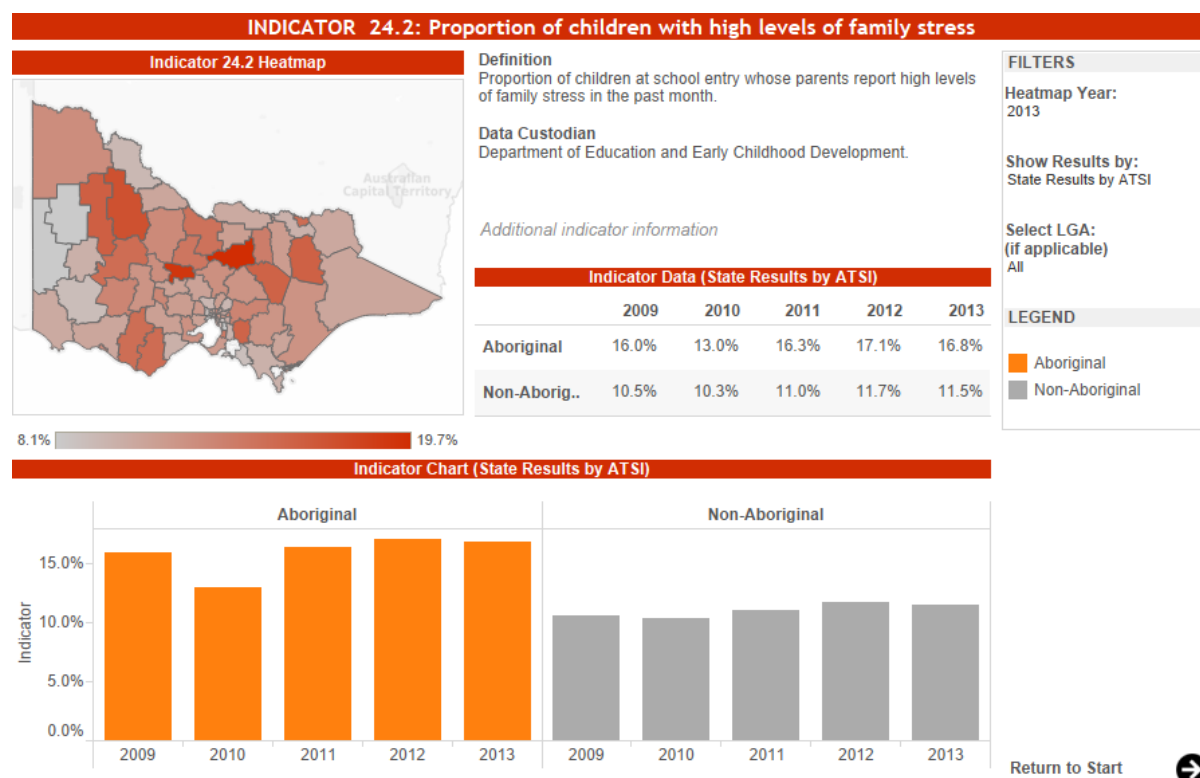 INDICATOR 24.2: Proportion of children with high levels of family stress
Indicator 24.2 Heatmap
Australian
Capital Territory
8.1%
19.7%
Definition
Proportion of children at school entry whose parents report high levels
of family stress in the past month.
Data Custodian
Department of Education and Early Childhood Development.
Additional indicator information
Indicator Data (State Results by ATSI)
2009 2010 2011 2012 2013
Aboriginal 16.0% 13.0% 16.3% 17.1% 16.8%
Non-Aborig.. 10.5% 10.3% 11.0% 11.7% 11.5%
FILTERS
Heatmap Year:
2013
Show Results by:
State Results by ATSI
Select LGA:
(if applicable)
All
LEGEND
Aboriginal
Non-Aboriginal
Indicator Chart (State Results by ATSI)
Aboriginal Non-Aboriginal
Indicator
15.0%
10.0%
5.0%
0.0%
2009 2010 2011 2012 2013 2009 2010 2011 2012 2013
Return to Start